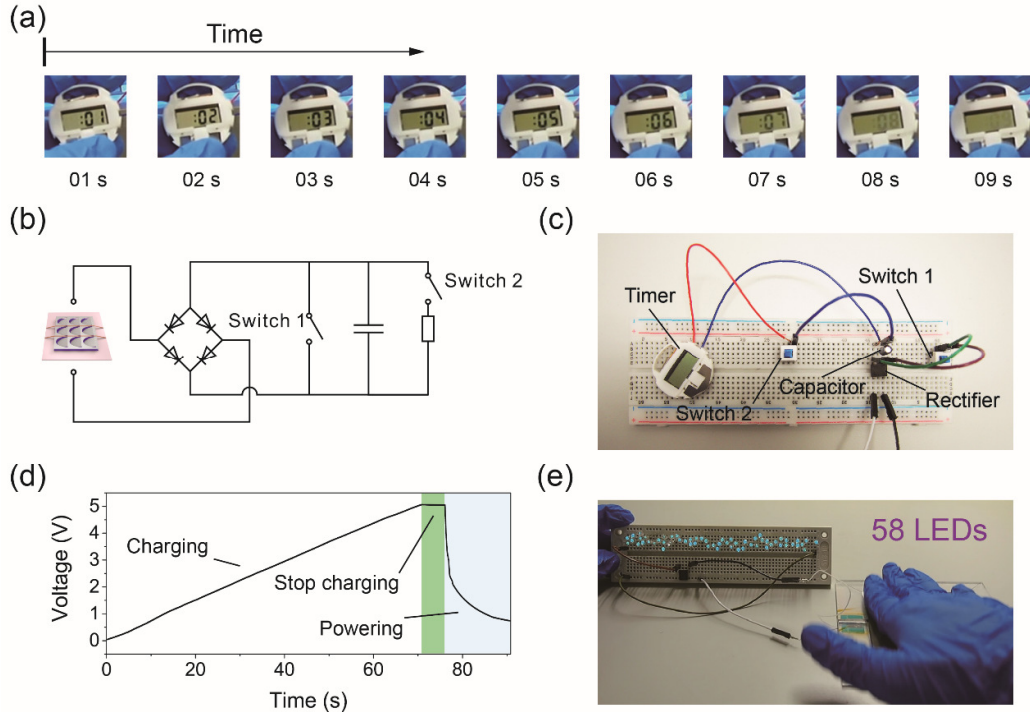 (a)
Time
:01 :02 :03 :04 :05 :06 :07 :08
01 s 02 s 03 s 04 s 05 s 06 s 07 s 08 s 09 s
(b)
Switch 1
Switch 2
(c)
Timer
Switch 1
Switch 2
Capacitor
Rectifier
(d)
Voltage (V)
5
4
3
2
1
0
Charging
Stop charging
Powering
0 20 40 60 80
Time (s)
(e)
58 LEDs